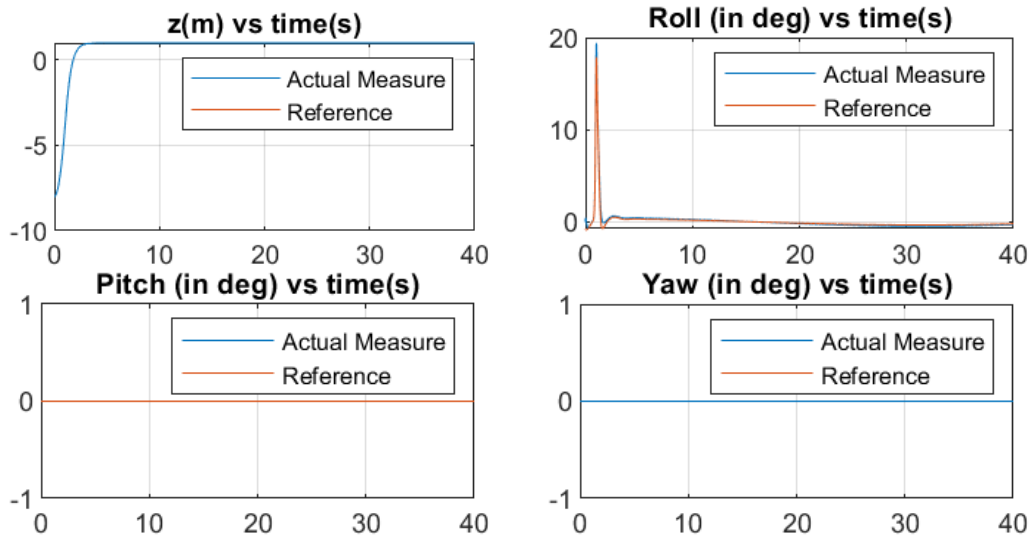 z(m) vs time(s)
0
-5
-10
0
10
20
30
40
Actual Measure
Reference
Roll (in deg) vs time(s)
20
10
0
0
10
20
30
40
Actual Measure
Reference
Pitch (in deg) vs time(s)
1
0
-1
0
10
20
30
40
Actual Measure
Reference
Yaw (in deg) vs time(s)
1
0
-1
0
10
20
30
40
Actual Measure
Reference